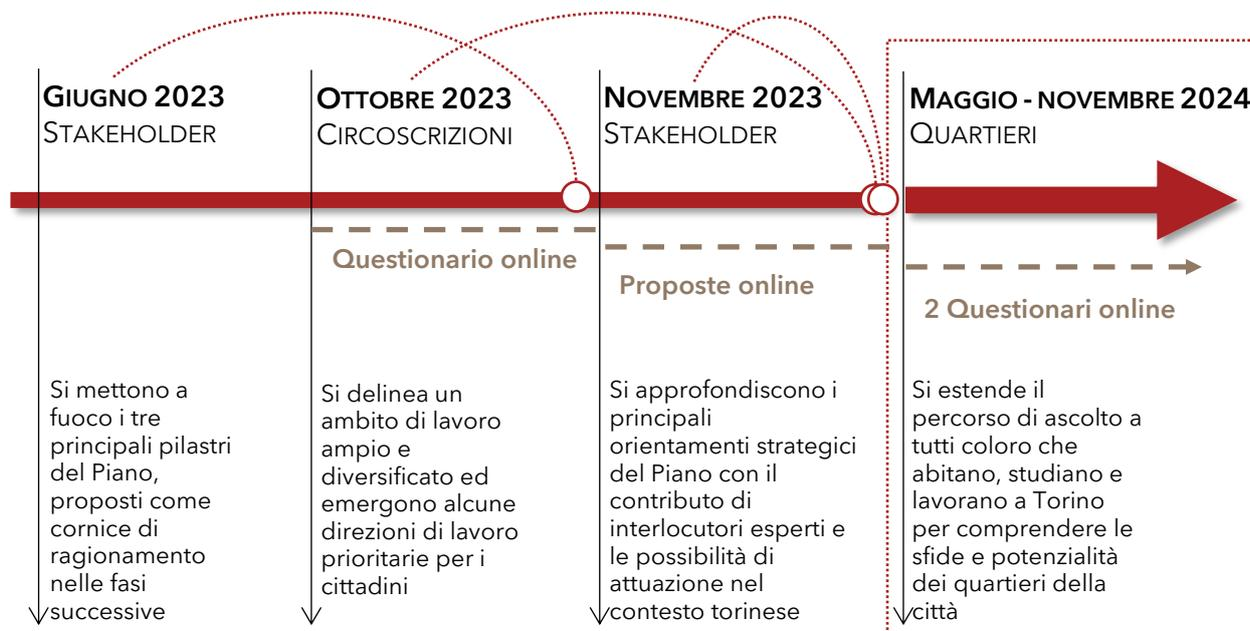 GIUGNO 2023
STAKEHOLDER
OTTOBRE 2023
CIRCOSCRIZIONI
NOVEMBRE 2023
STAKEHOLDER
MAGGIO - NOVEMBRE 2024
QUARTIERI
Questionario online
Proposte online
2 Questionari online
Si mettono a
fuoco i tre
principali pilastri
del Piano,
proposti come
cornice di
ragionamento
nelle fasi
successive
Si delinea un
ambito di lavoro
ampio e
diversificato ed
emergono alcune
direzioni di lavoro
prioritarie per i
cittadini
Si approfondiscono i
principali
orientamenti strategici
del Piano con il
contributo di
interlocutori esperti e
le possibilità di
attuazione nel
contesto torinese
Si estende il
percorso di ascolto a
tutti coloro che
abitano, studiano e
lavorano a Torino
per comprendere le
sfide e potenzialità
dei quartieri della
città